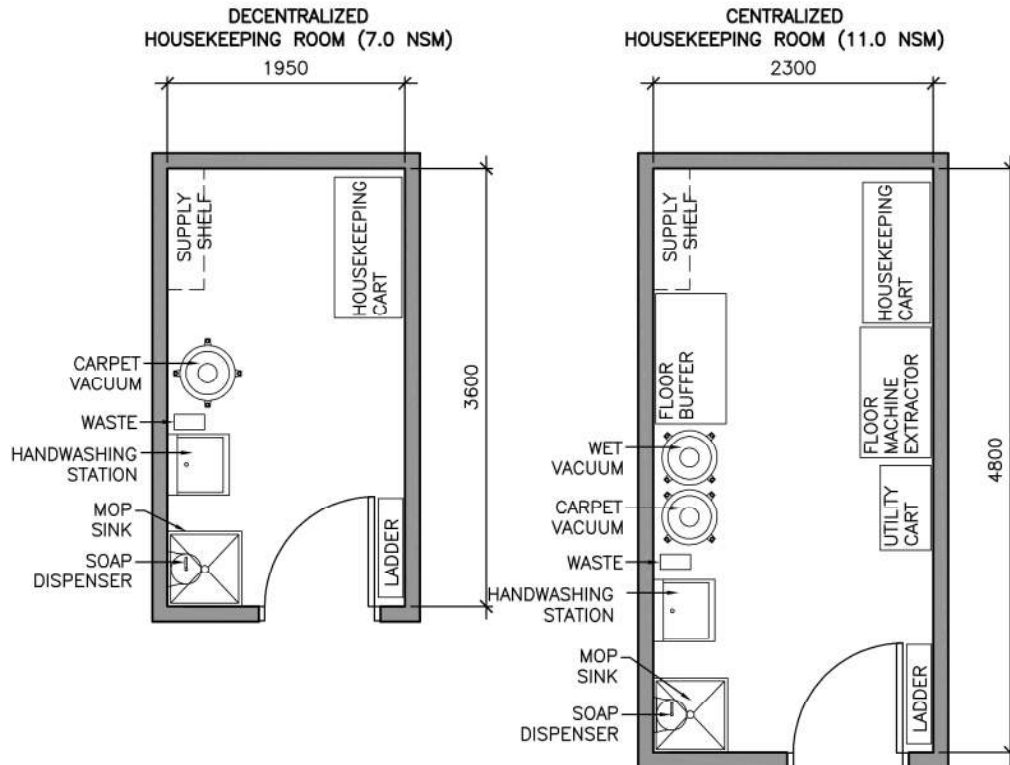 DECENTRALIZED
HOUSEKEEPING ROOM (7.0 NSM)
1950
SUPPLY
SHELF
HOUSEKEEPING
CART
3600
CARPET
VACUUM
WASTE
HANDWASHING
STATION
MOP
SINK
SOAP
DISPENSER
LADDER
CENTRALIZED
HOUSEKEEPING ROOM (11.0 NSM)
2300
SUPPLY
SHELF
HOUSEKEEPING
CART
FLOOR
BUFFER
FLOOR
MACHINE
EXTRACTOR
4800
WET
VACUUM
CARPET
VACUUM
UTILITY
CART
WASTE
HANDWASHING
STATION
MOP
SINK
SOAP
DISPENSER
LADDER